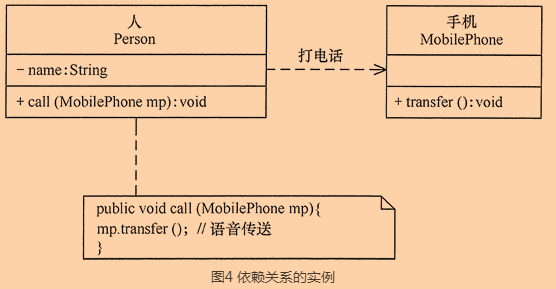 人
Person
- name:String
+ call (MobilePhone mp):void
打电话
手机
MobilePhone
+ transfer ():void
public void call (MobilePhone mp){
mp.transfer (); // 语音传送
}
图4 依赖关系的实例